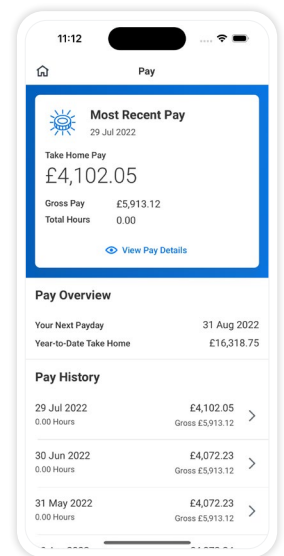 11:12
Pay
Most Recent Pay
29 Jul 2022
Take Home Pay
£4,102.05
Gross Pay £5,913.12
Total Hours 0.00
View Pay Details
Pay Overview
Your Next Payday 31 Aug 2022
Year-to-Date Take Home £16,318.75
Pay History
29 Jul 2022 £4,102.05
0.00 Hours Gross £5,913.12
30 Jun 2022 £4,072.23
0.00 Hours Gross £5,913.12
31 May 2022 £4,072.23
0.00 Hours Gross £5,913.12